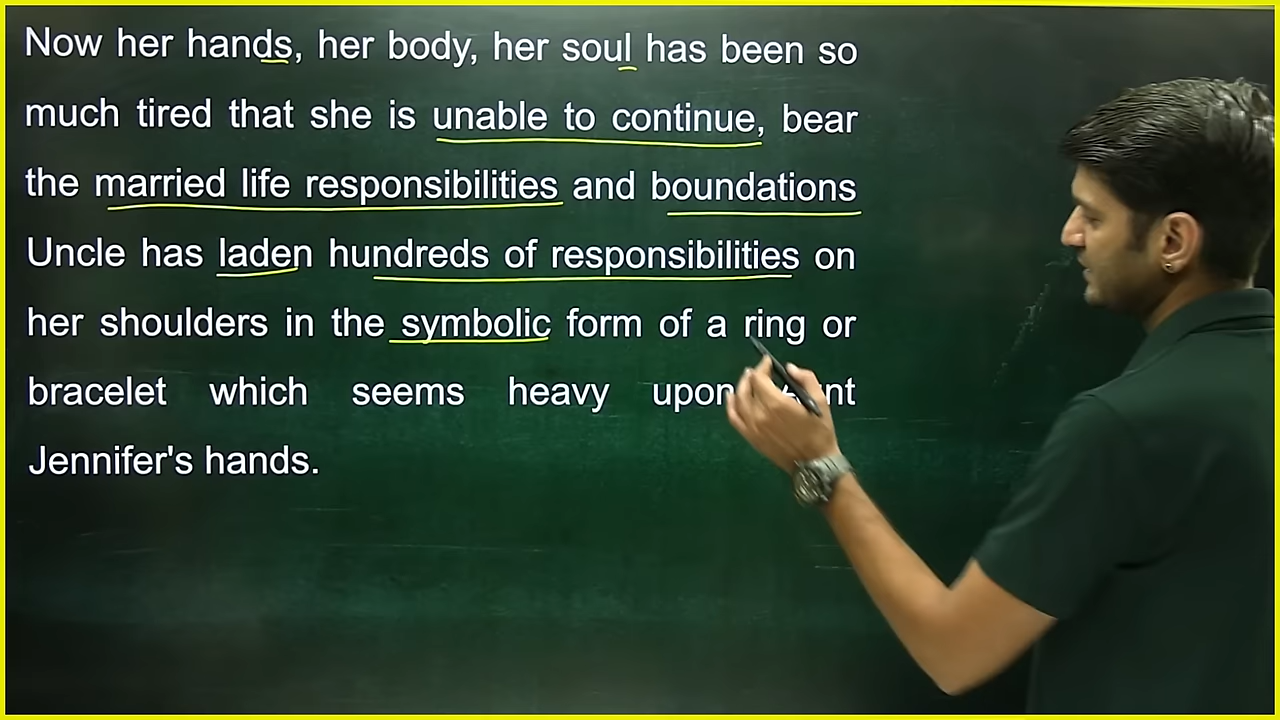 Now her hands, her body, her soul has been so
much tired that she is unable to continue, bear
the married life responsibilities and boundations
Uncle has laden hundreds of responsibilities on
her shoulders in the symbolic form of a ring or
bracelet which seems heavy upon
Jennifer's hands.